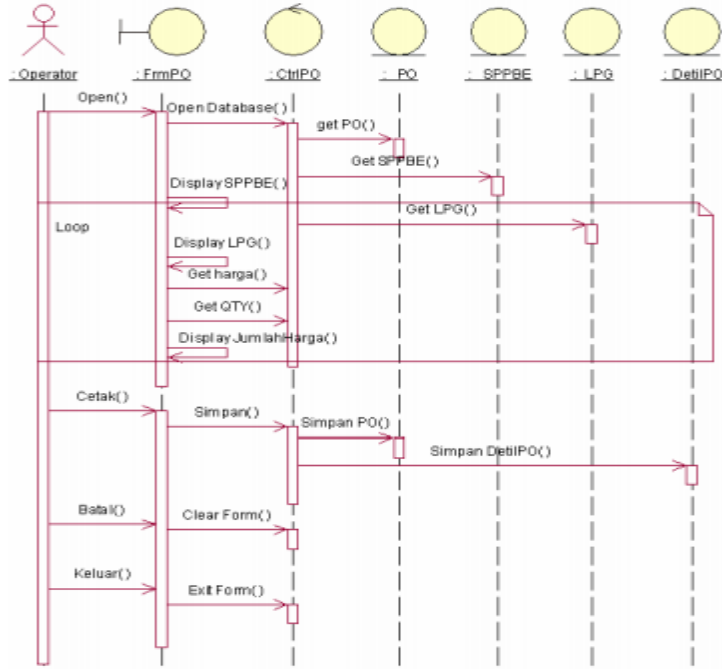 : Operator
: FrmPO
: CtrlPO
: PO
: SPPBE
: LPG
: DetilPO
Open()
Open Database()
get PO()
Get SPPBE()
Display SPPBE()
Get LPG()
Loop
Display LPG()
Get harga()
Get QTY()
Display JumlahHarga()
Cetak()
Simpan()
Simpan PO()
Simpan DetilPO()
Batal()
Clear Form()
Keluar()
Exit Form()